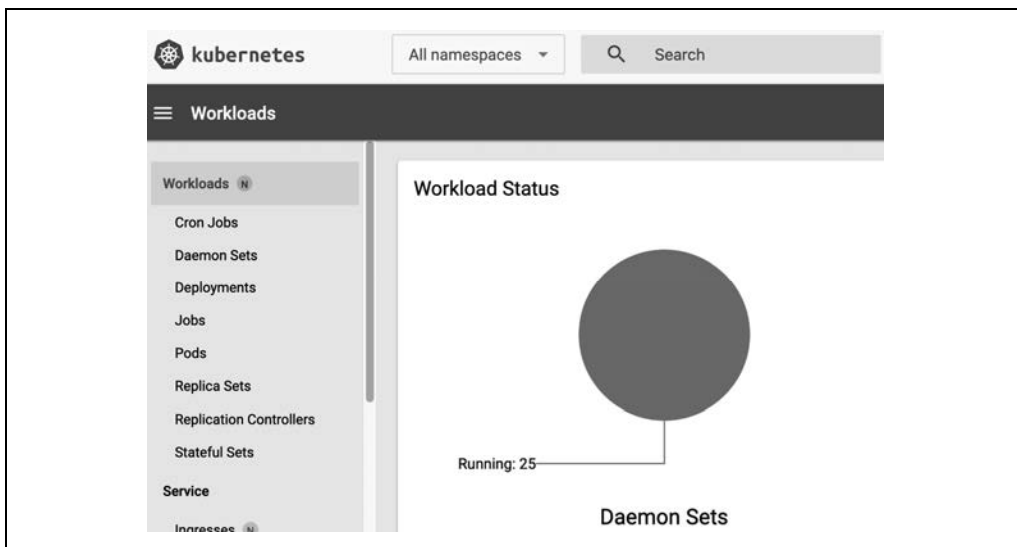 kubernetes
All namespaces
Search
Workloads
Workloads N
Cron Jobs
Daemon Sets
Deployments
Jobs
Pods
Replica Sets
Replication Controllers
Stateful Sets
Service
Ingresses N
Workload Status
Running: 25
Daemon Sets